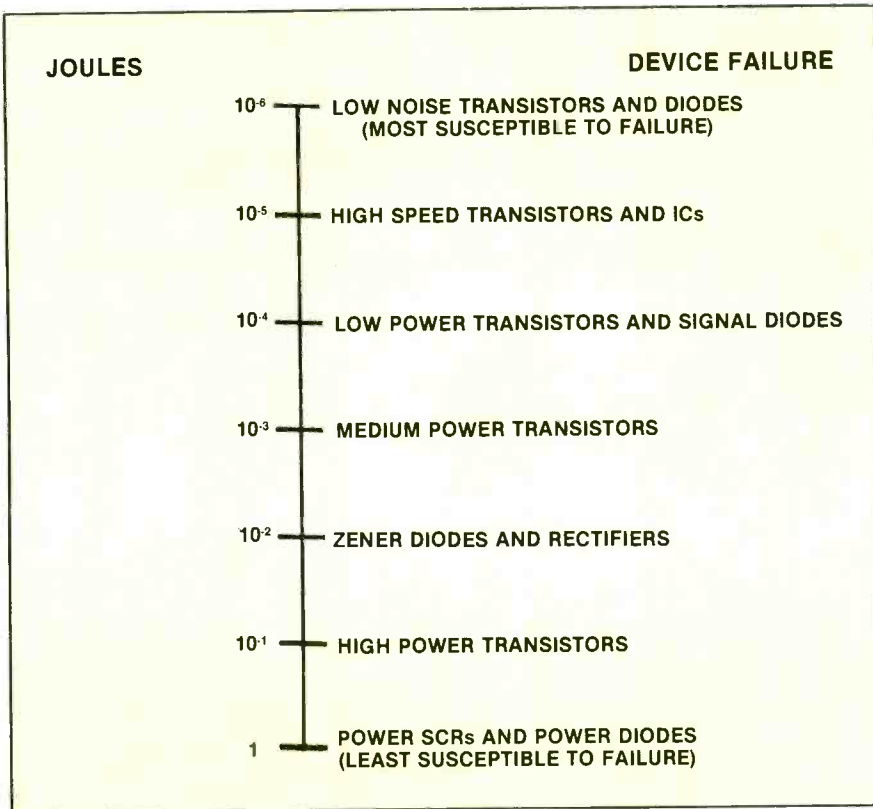 JOULES
DEVICE FAILURE
10-6 LOW NOISE TRANSISTORS AND DIODES
(MOST SUSCEPTIBLE TO FAILURE)
10-5 HIGH SPEED TRANSISTORS AND ICs
10-4 LOW POWER TRANSISTORS AND SIGNAL DIODES
10-3 MEDIUM POWER TRANSISTORS
10-2 ZENER DIODES AND RECTIFIERS
10-1 HIGH POWER TRANSISTORS
1 POWER SCRs AND POWER DIODES
(LEAST SUSCEPTIBLE TO FAILURE)